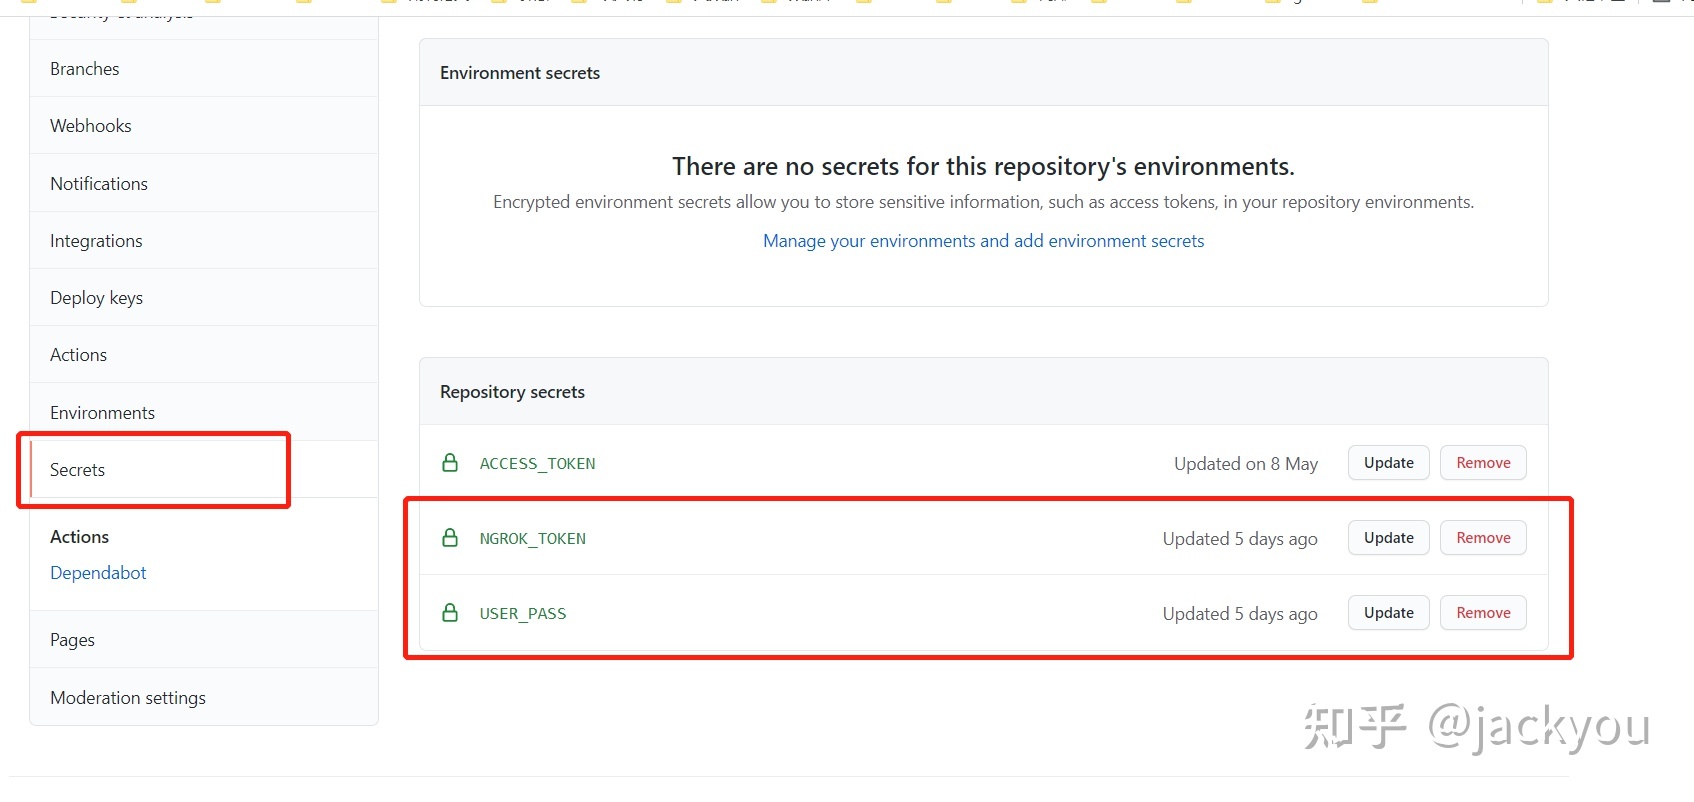 Branches
Webhooks
Notifications
Integrations
Deploy keys
Actions
Environments
Secrets
Actions
Dependabot
Pages
Moderation settings
Environment secrets
There are no secrets for this repository's environments.
Encrypted environment secrets allow you to store sensitive information, such as access tokens, in your repository environments.
Manage your environments and add environment secrets
Repository secrets
ACCESS_TOKEN Updated on 8 May Update Remove
NGROK_TOKEN Updated 5 days ago Update Remove
USER_PASS Updated 5 days ago Update Remove
知乎 @jackyou